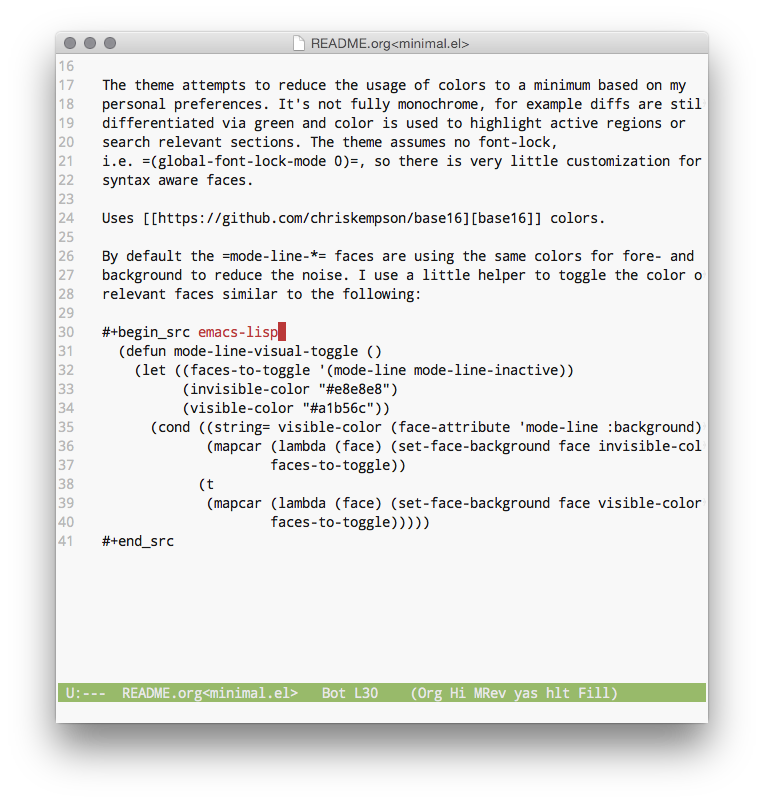 README.org<minimal.el>
16
17 The theme attempts to reduce the usage of colors to a minimum based on my
18 personal preferences. It's not fully monochrome, for example diffs are stil
19 differentiated via green and color is used to highlight active regions or
20 search relevant sections. The theme assumes no font-lock,
21 i.e. =(global-font-lock-mode 0)=, so there is very little customization for
22 syntax aware faces.
23
24 Uses [[https://github.com/chriskempson/base16][base16]] colors.
25
26 By default the =mode-line-*= faces are using the same colors for fore- and
27 background to reduce the noise. I use a little helper to toggle the color o
28 relevant faces similar to the following:
29
30 #+begin_src emacs-lisp
31   (defun mode-line-visual-toggle ()
32     (let ((faces-to-toggle '(mode-line mode-line-inactive))
33           (invisible-color "#e8e8e8")
34           (visible-color "#a1b56c"))
35       (cond ((string= visible-color (face-attribute 'mode-line :background)
36              (mapcar (lambda (face) (set-face-background face invisible-col
37                      faces-to-toggle))
38             (t
39              (mapcar (lambda (face) (set-face-background face visible-color
40                      faces-to-toggle)))))
41 #+end_src
U:---  README.org<minimal.el>   Bot L30    (Org Hi MRev yas hlt Fill)